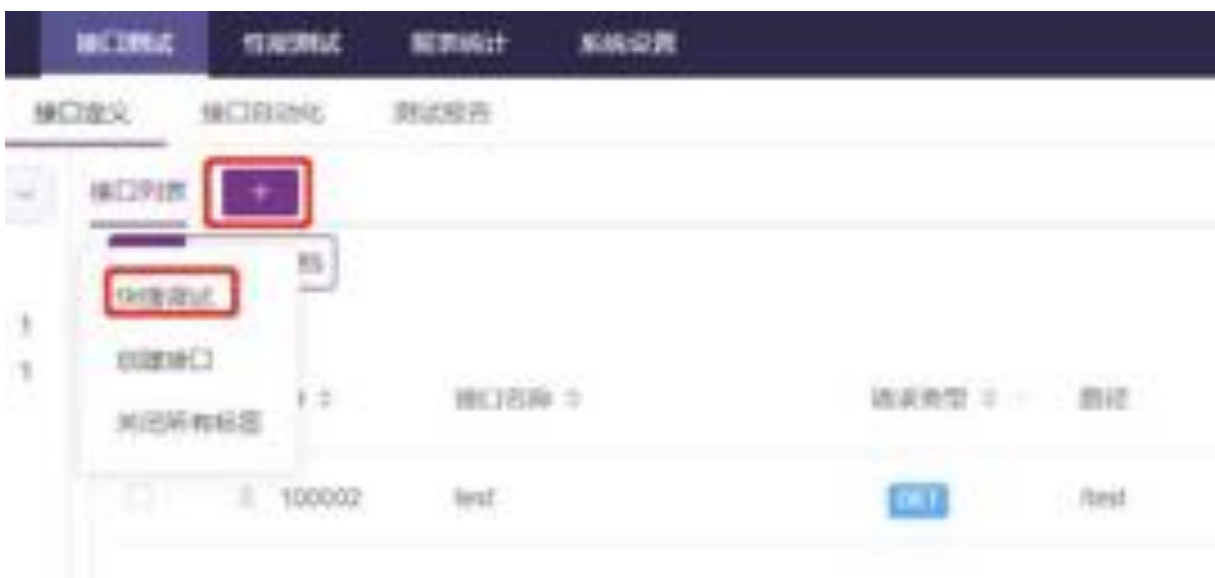 接口测试 性能测试 报表统计 系统设置
接口定义 接口自动化 测试报告
接口列表 +
快捷调试
1
创建接口
1
接口名称 请求类型 路径
关闭所有标签
100002 test GET /test